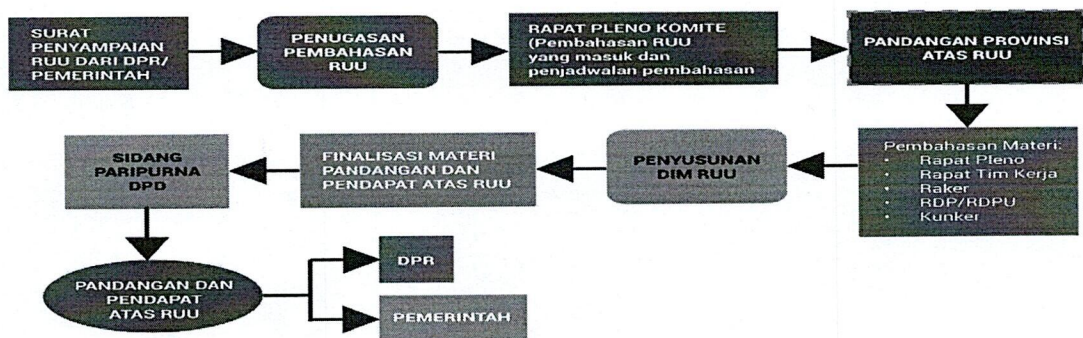 SURAT
PENYAMPAIAN
RUU DARI DPR/
PEMERINTAH
PENUGASAN
PEMBAHASAN
RUU
RAPAT PLENO KOMITE
(Pembahasan RUU
yang masuk dan
penjadwalan pembahasan
PANDANGAN PROVINSI
ATAS RUU
Pembahasan Materi:
• Rapat Pleno
• Rapat Tim Kerja
• Raker
• RDP/RDPU
• Kunker
PENYUSUNAN
DIM RUU
FINALISASI MATERI
PANDANGAN DAN
PENDAPAT ATAS RUU
SIDANG
PARIPURNA
DPD
PANDANGAN DAN
PENDAPAT
ATAS RUU
DPR
PEMERINTAH